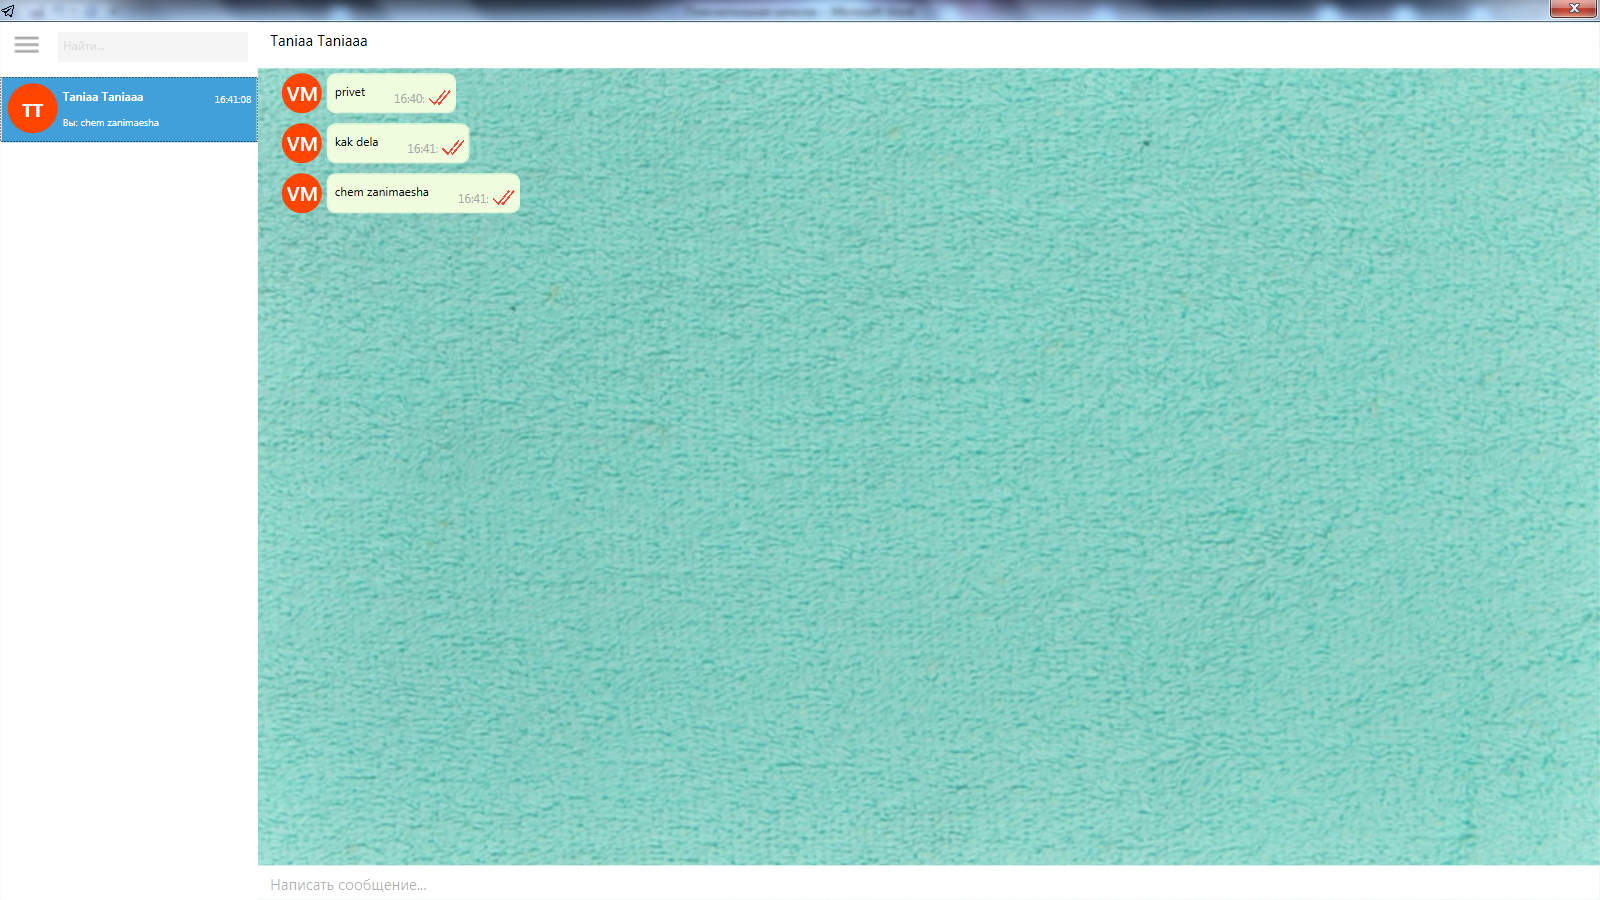 Найти...
Taniaa Taniaaa
TT
Taniaa Taniaaa
16:41:08
Вы: chem zanimaesha
VM
privet
16:40:
VM
kak dela
16:41:
VM
chem zanimaesha
16:41:
Написать сообщение...